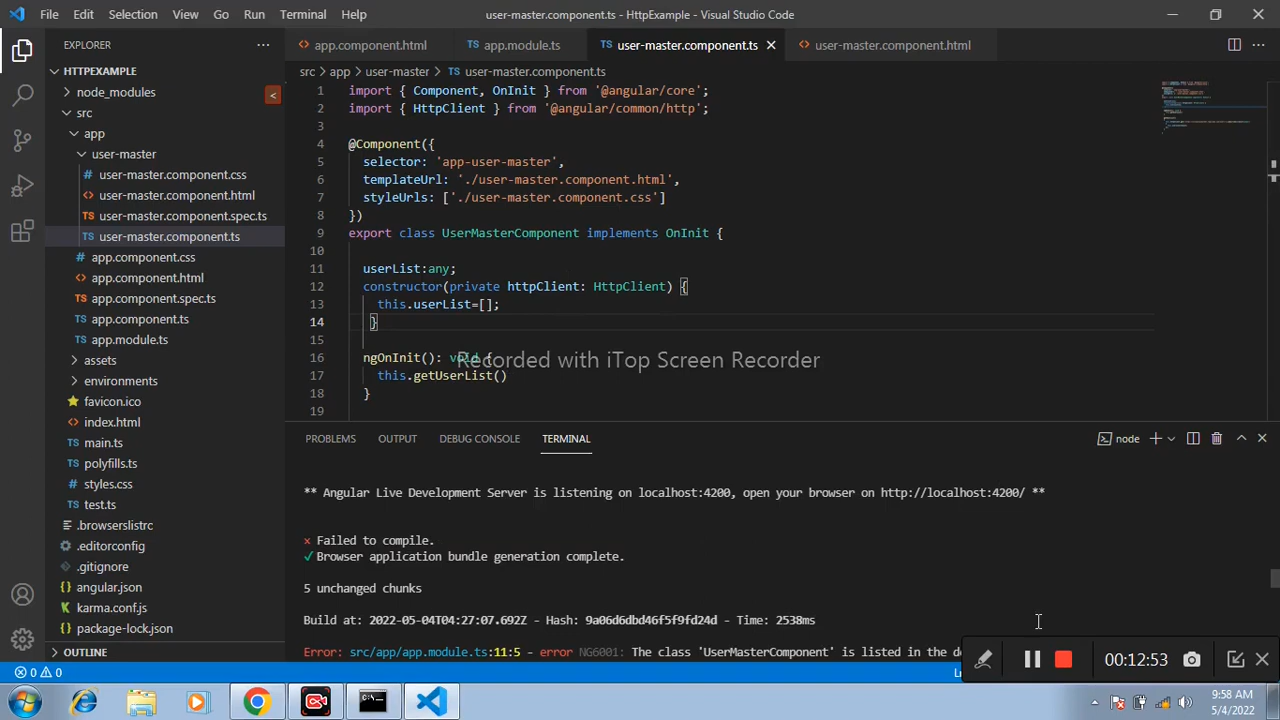 File Edit Selection View Go Run Terminal Help
user-master.component.ts - HttpExample - Visual Studio Code
EXPLORER
app.component.html
app.module.ts
user-master.component.ts
user-master.component.html
HTTPEXAMPLE
node_modules
src
app
user-master
user-master.component.css
user-master.component.html
user-master.component.spec.ts
user-master.component.ts
app.component.css
app.component.html
app.component.spec.ts
app.component.ts
app.module.ts
assets
environments
favicon.ico
index.html
main.ts
polyfills.ts
styles.css
test.ts
.browserslistrc
.editorconfig
.gitignore
angular.json
karma.conf.js
package-lock.json
OUTLINE
src > app > user-master > TS user-master.component.ts
1 import { Component, OnInit } from '@angular/core';
2 import { HttpClient } from '@angular/common/http';
3
4 @Component({
5 selector: 'app-user-master',
6 templateUrl: './user-master.component.html',
7 styleUrls: ['./user-master.component.css']
8 })
9 export class UserMasterComponent implements OnInit {
10
11 userList:any;
12 constructor(private httpClient: HttpClient) {
13 this.userList=[];
14 }
15
16 ngOnInit(): void {
17 this.getUserList()
18 }
19
Recorded with iTop Screen Recorder
PROBLEMS OUTPUT DEBUG CONSOLE TERMINAL
node
** Angular Live Development Server is listening on localhost:4200, open your browser on http://localhost:4200/ **
× Failed to compile.
✓ Browser application bundle generation complete.
5 unchanged chunks
Build at: 2022-05-04T04:27:07.692Z - Hash: 9a06d6dbd46f5f9fd24d - Time: 2538ms
Error: src/app/app.module.ts:11:5 - error NG6001: The class 'UserMasterComponent' is listed in the de
00:12:53
0 0
9:58 AM
5/4/2022